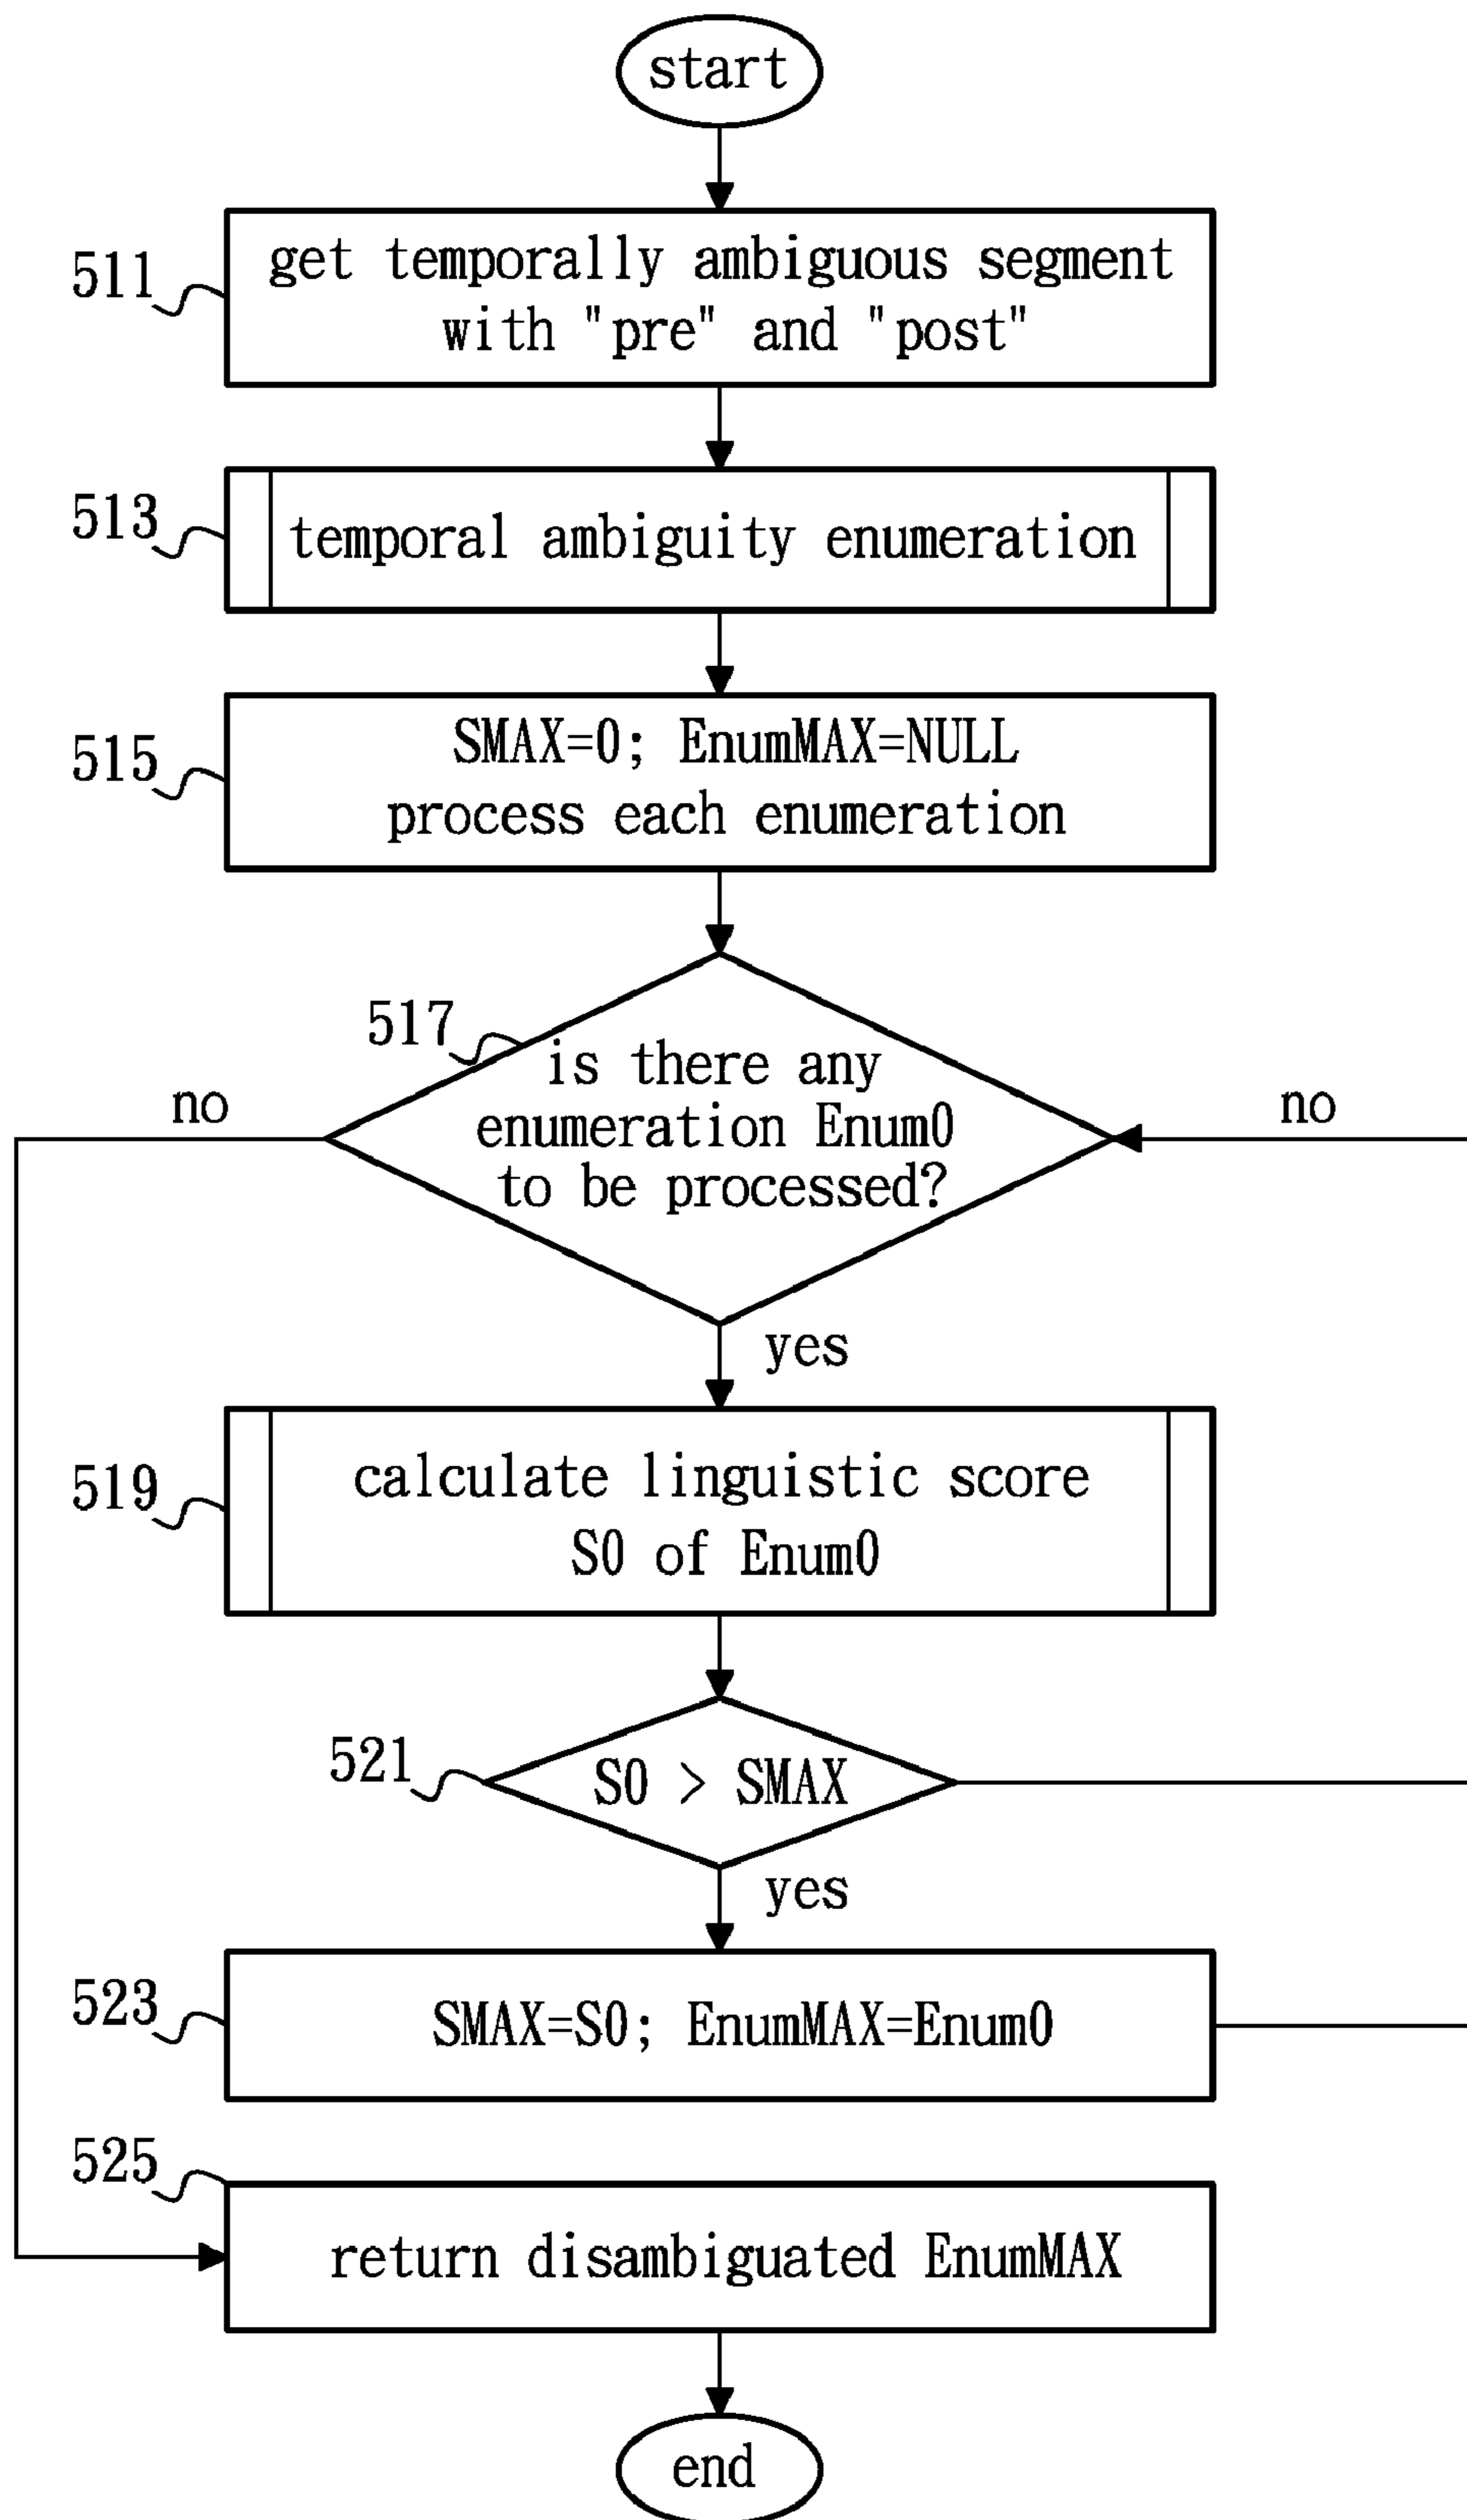 start
511
get temporally ambiguous segment
with "pre" and "post"
513
temporal ambiguity enumeration
515
SMAX=0; EnumMAX=NULL
process each enumeration
517
is there any
enumeration Enum0
to be processed?
no
no
yes
519
calculate linguistic score
S0 of Enum0
521
S0 > SMAX
yes
523
SMAX=S0; EnumMAX=Enum0
525
return disambiguated EnumMAX
end